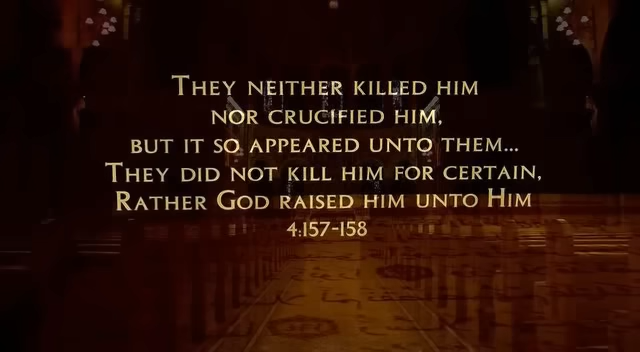 They neither killed him
nor crucified him,
but it so appeared unto them...
They did not kill him for certain,
Rather God raised him unto Him
4:157-158